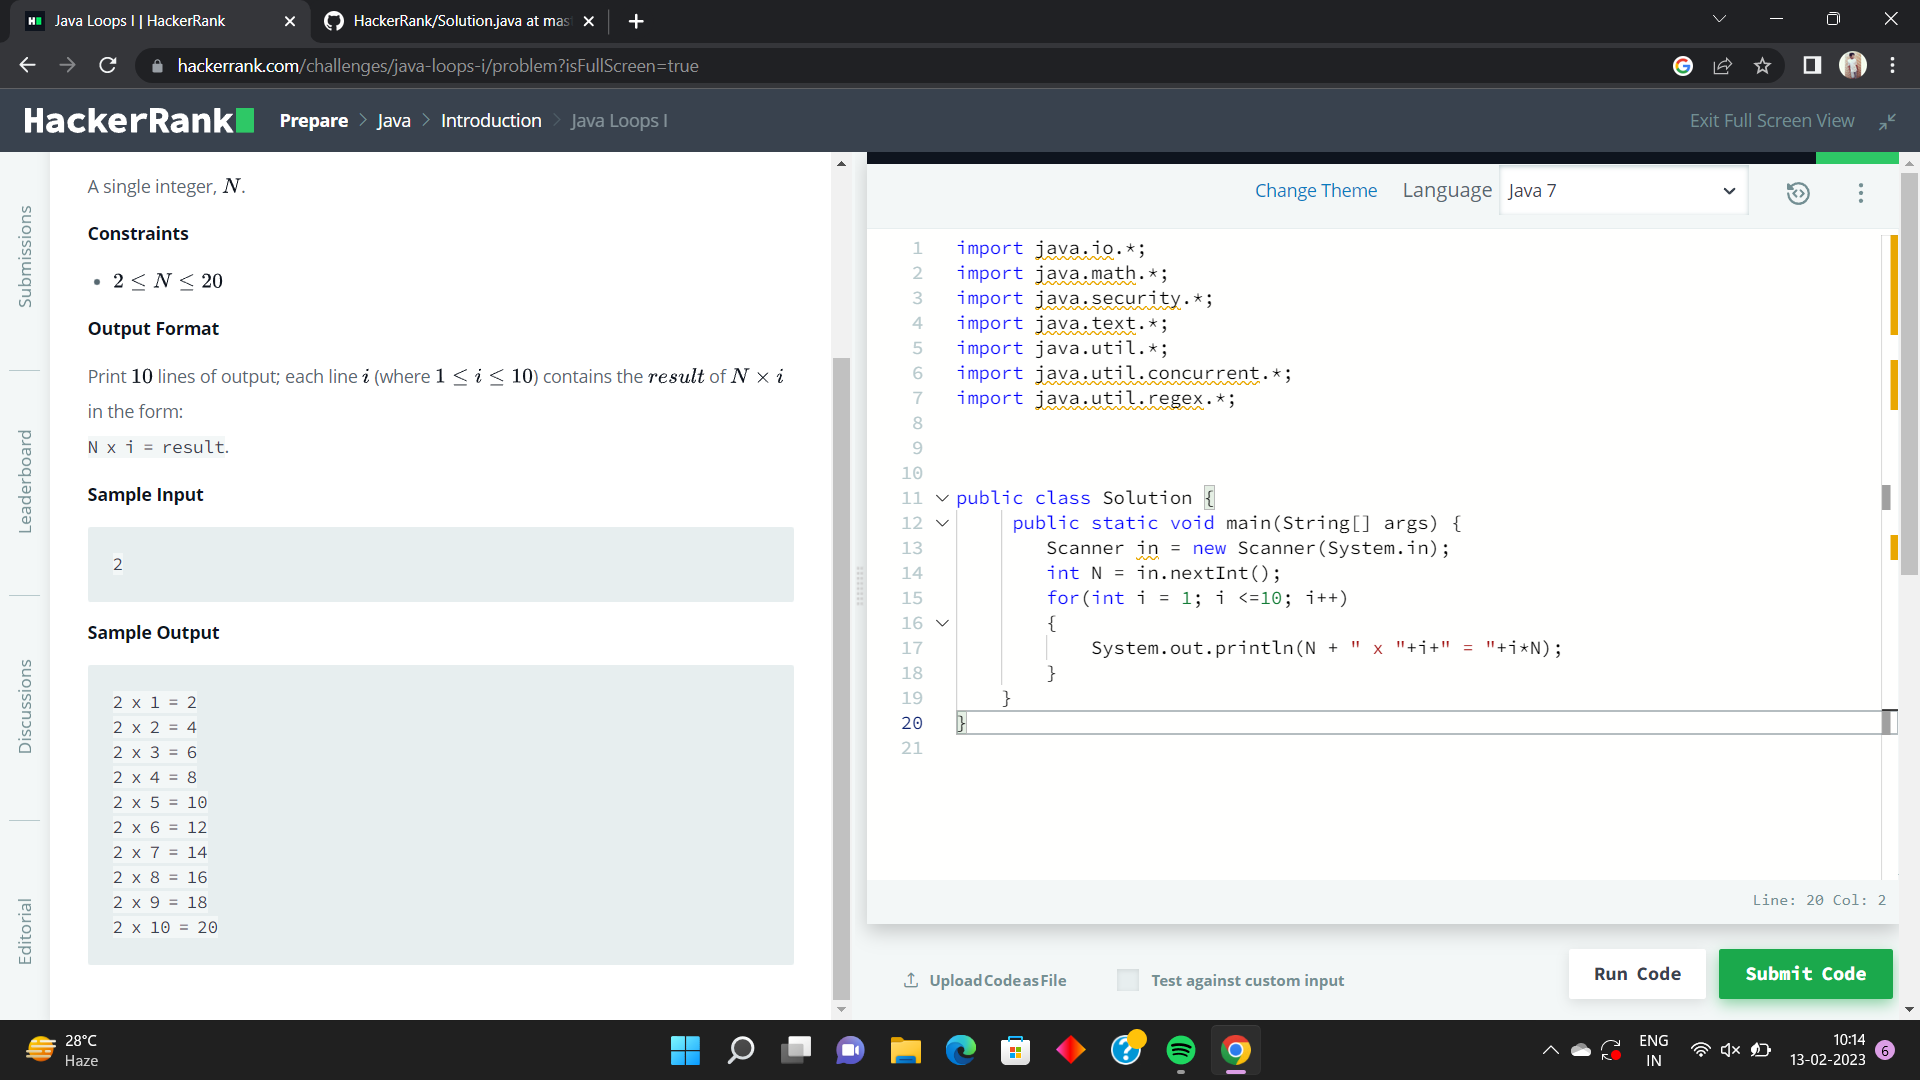 Java Loops I | HackerRank
HackerRank/Solution.java at mas
hackerrank.com/challenges/java-loops-i/problem?isFullScreen=true
HackerRank
Prepare > Java > Introduction > Java Loops I
Exit Full Screen View
Submissions
Leaderboard
Discussions
Editorial
A single integer, N.
Constraints
• 2 ≤ N ≤ 20
Output Format
Print 10 lines of output; each line i (where 1 ≤ i ≤ 10) contains the result of N × i
in the form:
N x i = result.
Sample Input
2
Sample Output
2 x 1 = 2
2 x 2 = 4
2 x 3 = 6
2 x 4 = 8
2 x 5 = 10
2 x 6 = 12
2 x 7 = 14
2 x 8 = 16
2 x 9 = 18
2 x 10 = 20
Change Theme
Language
Java 7
1 import java.io.*;
2 import java.math.*;
3 import java.security.*;
4 import java.text.*;
5 import java.util.*;
6 import java.util.concurrent.*;
7 import java.util.regex.*;
8
9
10
11 public class Solution {
12 public static void main(String[] args) {
13 Scanner in = new Scanner(System.in);
14 int N = in.nextInt();
15 for(int i = 1; i <=10; i++)
16 {
17 System.out.println(N + " x "+i+" = "+i*N);
18 }
19 }
20 }
21
Line: 20 Col: 2
Upload Code as File
Test against custom input
Run Code
Submit Code
28°C
Haze
ENG
IN
10:14
13-02-2023
6